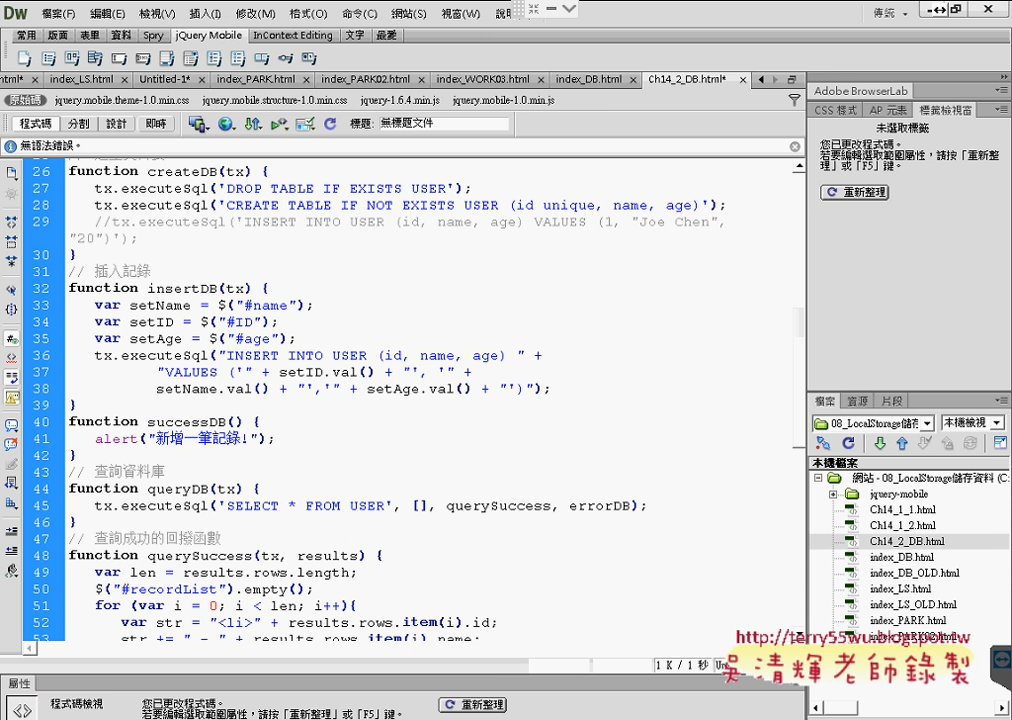 Dw 檔案(F) 編輯(E) 檢視(V) 插入(I) 修改(M) 格式(O) 命令(C) 網站(S) 視窗(W) 說 傳統
常用 版面 表單 資料 Spry jQuery Mobile InContext Editing 文字 最愛
html* × index_LS.html × Untitled-1* × index_PARK.html × index_PARK02.html × index_WORK03.html × index_DB.html × Ch14_2_DB.html* ×
原始碼 jquery.mobile.theme-1.0.min.css jquery.mobile.structure-1.0.min.css jquery-1.6.4.min.js jquery.mobile-1.0.min.js
程式碼 分割 設計 即時 標題: 無標題文件
無語法錯誤。
26 function createDB(tx) {
27 tx.executeSql('DROP TABLE IF EXISTS USER');
28 tx.executeSql('CREATE TABLE IF NOT EXISTS USER (id unique, name, age)');
29 //tx.executeSql('INSERT INTO USER (id, name, age) VALUES (1, "Joe Chen",
"20")');
30 }
31 // 插入記錄
32 function insertDB(tx) {
33 var setName = $("#name");
34 var setID = $("#ID");
35 var setAge = $("#age");
36 tx.executeSql("INSERT INTO USER (id, name, age) " +
37 "VALUES ('" + setID.val() + "', '" +
38 setName.val() + "','" + setAge.val() + "')");
39 }
40 function successDB() {
41 alert("新增一筆記錄!");
42 }
43 // 查詢資料庫
44 function queryDB(tx) {
45 tx.executeSql('SELECT * FROM USER', [], querySuccess, errorDB);
46 }
47 // 查詢成功的回撥函數
48 function querySuccess(tx, results) {
49 var len = results.rows.length;
50 $("#recordList").empty();
51 for (var i = 0; i < len; i++){
52 var str = "<li>" + results.rows.item(i).id;
53 str += " - " + results.rows.item(i).name;
1 K / 1 秒
屬性
程式碼檢視 您已更改程式碼。
若要編輯選取範圍屬性，請按「重新整理」或「F5」鍵。
重新整理
Adobe BrowserLab
CSS 樣式 AP 元素 標籤檢視窗
未選取標籤
您已更改程式碼。
若要編輯選取範圍屬性，請按「重新整理」或「F5」鍵。
重新整理
檔案 資源 片段
08_LocalStorage儲存 本機檢視
本機檔案
網站 - 08_LocalStorage儲存資料 (C:
jquery-mobile
Ch14_1_1.html
Ch14_1_2.html
Ch14_2_DB.html
index_DB.html
index_DB_OLD.html
index_LS.html
index_LS_OLD.html
index_PARK.html
index_PARK02.html
http://terry55wu.blogspot.tw
吳清輝老師錄製